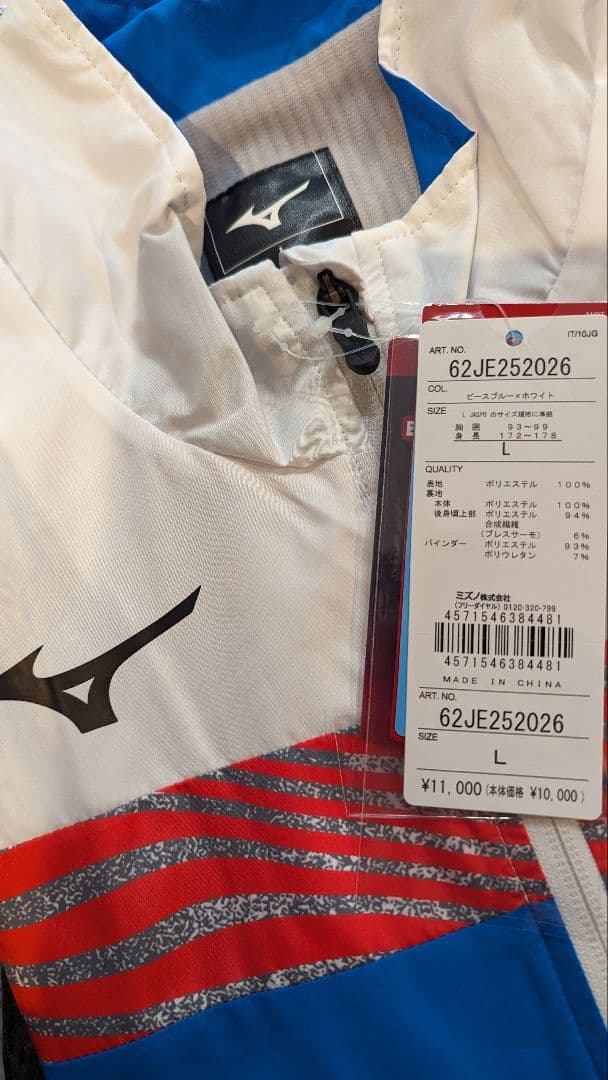 IT/10JG
ART. NO.
62JE252026
COL.
ピースブルー×ホワイト
SIZE
L JASPO のサイズ規格に準拠
胸 囲 93～99
身 長 172～178
L
QUALITY
表地 ポリエステル 100%
裏地
本体 ポリエステル 100%
後身頃上部 ポリエステル 94%
合成繊維
(ブレスサーモ) 6%
バインダー ポリエステル 93%
ポリウレタン 7%
ミズノ株式会社
(フリーダイヤル) 0120-320-799
4571546384481
4571546384481
MADE IN CHINA
ART. NO.
62JE252026
SIZE
L
¥11,000 (本体価格 ¥10,000)